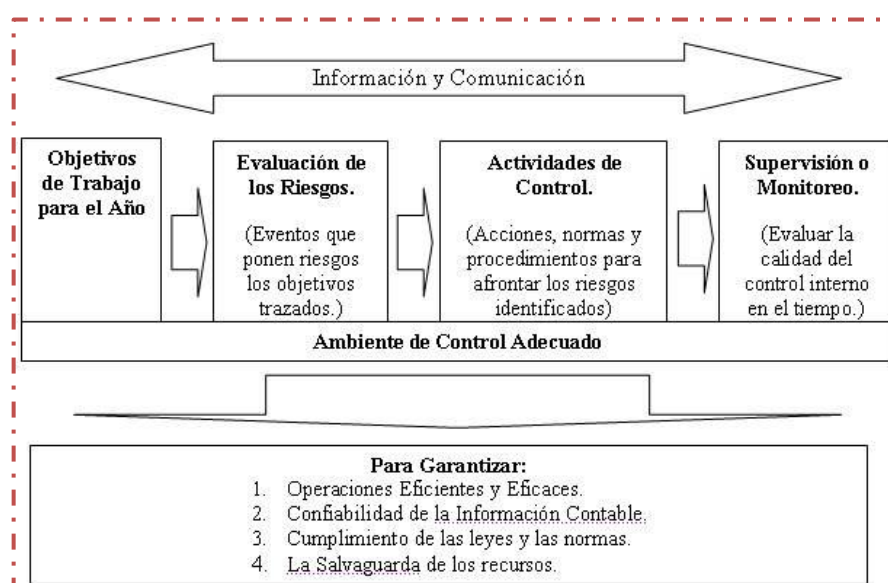 Información y Comunicación
Objetivos
de Trabajo
para el Año
Evaluación de
los Riesgos.
(Eventos que
ponen riesgos
los objetivos
trazados.)
Actividades de
Control.
(Acciones, normas y
procedimientos para
afrontar los riesgos
identificados)
Supervisión o
Monitoreo.
(Evaluar la
calidad del
control interno
en el tiempo.)
Ambiente de Control Adecuado
Para Garantizar:
1. Operaciones Eficientes y Eficaces.
2. Confiabilidad de la Información Contable.
3. Cumplimiento de las leyes y las normas.
4. La Salvaguarda de los recursos.